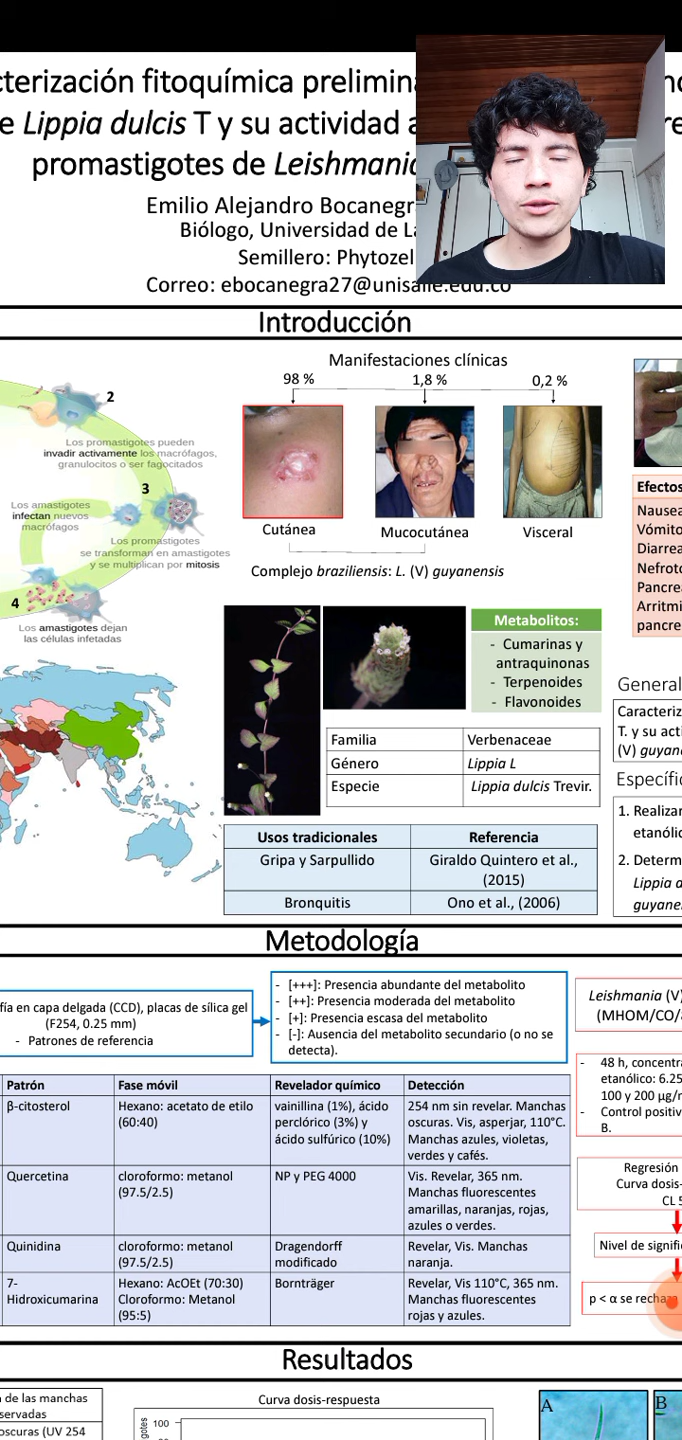 cterización fitoquímica prelimina
e Lippia dulcis T y su actividad a
re
promastigotes de Leishmania
Emilio Alejandro Bocanegr
Biólogo, Universidad de La
Semillero: Phytozel
Correo: ebocanegra27@unisalle.edu.co
Introducción
2
Los promastigotes pueden
invadir activamente los macrófagos,
granulocitos o ser fagocitados
3
Los amastigotes
infectan nuevos
macrófagos
Los promastigotes
se transforman en amastigotes
y se multiplican por mitosis
4
Los amastigotes dejan
las células infetadas
Manifestaciones clínicas
98 % 1,8 % 0,2 %
Cutánea Mucocutánea Visceral
Complejo braziliensis: L. (V) guyanensis
Efectos
Nausea
Vómito
Diarrea
Nefroto
Pancrea
Arritmi
pancre
Metabolitos:
- Cumarinas y
antraquinonas
- Terpenoides
- Flavonoides
Familia Verbenaceae
Género Lippia L
Especie Lippia dulcis Trevir.
Usos tradicionales Referencia
Gripa y Sarpullido Giraldo Quintero et al.,
(2015)
Bronquitis Ono et al., (2006)
General
Caracteriz
T. y su acti
(V) guyan
Específic
1. Realizar
etanólic
2. Determ
Lippia d
guyane
Metodología
fía en capa delgada (CCD), placas de sílica gel
(F254, 0.25 mm)
- Patrones de referencia
- [+++]: Presencia abundante del metabolito
- [++]: Presencia moderada del metabolito
- [+]: Presencia escasa del metabolito
- [-]: Ausencia del metabolito secundario (o no se
detecta).
Leishmania (V)
(MHOM/CO/
- 48 h, concentra
etanólico: 6.25
100 y 200 µg/m
- Control positiv
B.
Regresión
Curva dosis-
CL 5
Nivel de signifi
p < α se rechaza
Patrón Fase móvil Revelador químico Detección
β-citosterol Hexano: acetato de etilo
(60:40)
vainillina (1%), ácido
perclórico (3%) y
ácido sulfúrico (10%)
254 nm sin revelar. Manchas
oscuras. Vis, asperjar, 110°C.
Manchas azules, violetas,
verdes y cafés.
Quercetina cloroformo: metanol
(97.5/2.5)
NP y PEG 4000
Vis. Revelar, 365 nm.
Manchas fluorescentes
amarillas, naranjas, rojas,
azules o verdes.
Quinidina cloroformo: metanol
(97.5/2.5)
Dragendorff
modificado
Revelar, Vis. Manchas
naranja.
7-
Hidroxicumarina
Hexano: AcOEt (70:30)
Cloroformo: Metanol
(95:5)
Bornträger
Revelar, Vis 110°C, 365 nm.
Manchas fluorescentes
rojas y azules.
Resultados
n de las manchas
servadas
oscuras (UV 254
Curva dosis-respuesta
100
A B